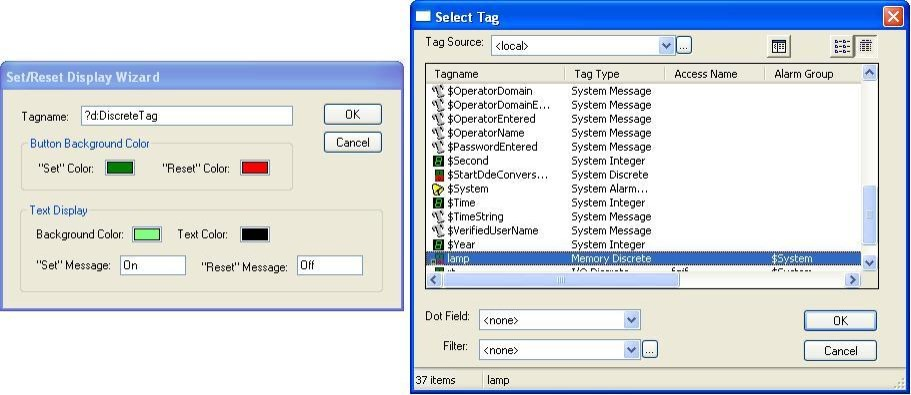 Set/Reset Display Wizard
Tagname: ?d:DiscreteTag
OK
Cancel
Button Background Color
"Set" Color: "Reset" Color:
Text Display
Background Color: Text Color:
"Set" Message: On "Reset" Message: Off
Select Tag
Tag Source: <local> ...
Tagname Tag Type Access Name Alarm Group
$OperatorDomain System Message
$OperatorDomainE... System Message
$OperatorEntered System Message
$OperatorName System Message
$PasswordEntered System Message
$Second System Integer
$StartDdeConvers... System Discrete
$System System Alarm...
$Time System Integer
$TimeString System Message
$VerifiedUserName System Message
$Year System Integer
lamp Memory Discrete $System
I/O Discrete $System
Dot Field: <none> OK
Filter: <none> ... Cancel
37 items lamp